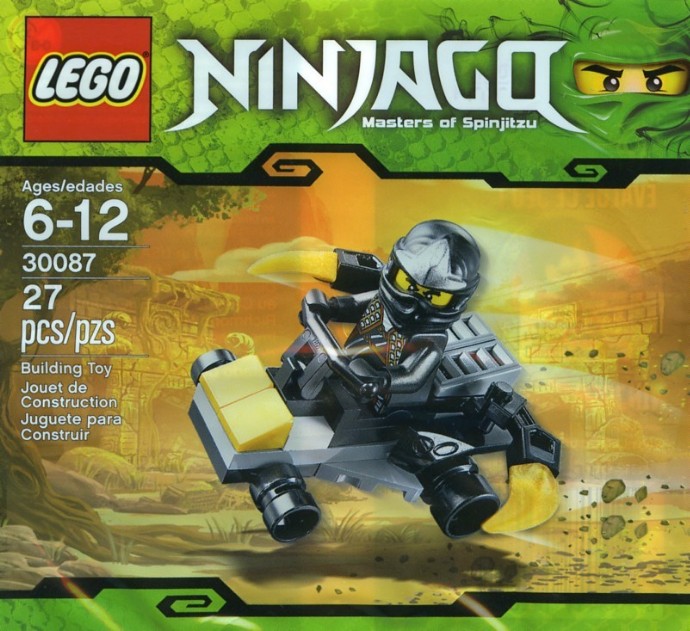 LEGO
NINJAGO
Masters of Spinjitzu
Ages/edades
6-12
30087
27
pcs/pzs
Building Toy
Jouet de
Construction
Juguete para
Construir